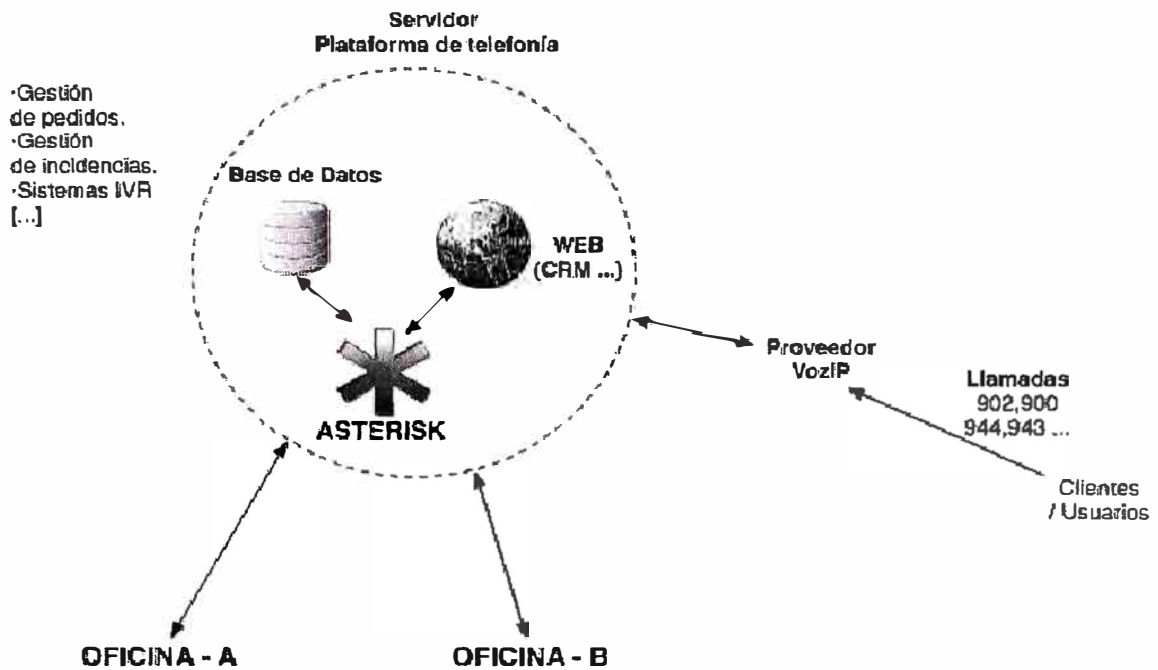 Servidor
Plataforma de telefonía
·Gestión
de pedidos.
·Gestión
de incidencias.
·Sistemas IVR
[...]
Base de Datos
WEB
(CRM ...)
ASTERISK
Proveedor
VozIP
Llamadas
902,900
944,943 ...
Clientes
/ Usuarios
OFICINA - A
OFICINA - B